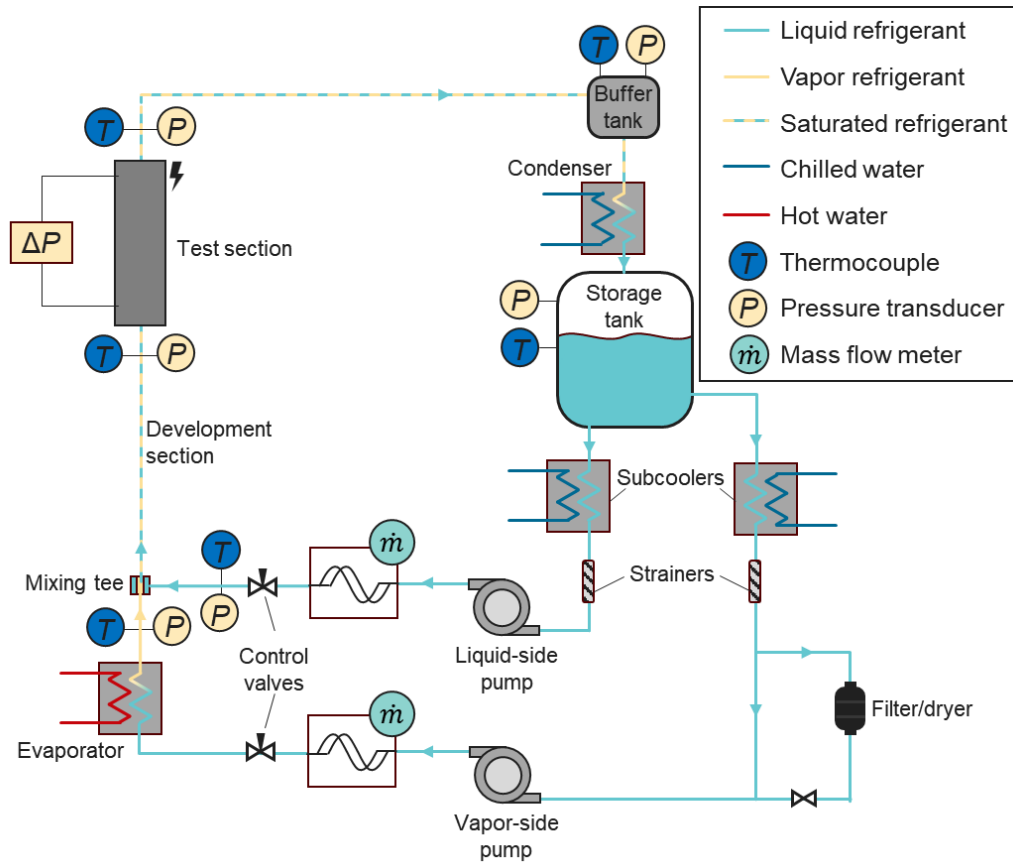 T
P
Buffer
tank
Liquid refrigerant
Vapor refrigerant
Saturated refrigerant
Chilled water
Hot water
T
Thermocouple
P
Pressure transducer
ṁ
Mass flow meter
T
P
Condenser
ΔP
Test section
P
T
Storage
tank
T
P
Development
section
Subcoolers
T
ṁ
Mixing tee
P
Strainers
T
P
Control
valves
Liquid-side
pump
ṁ
Filter/dryer
Evaporator
Vapor-side
pump